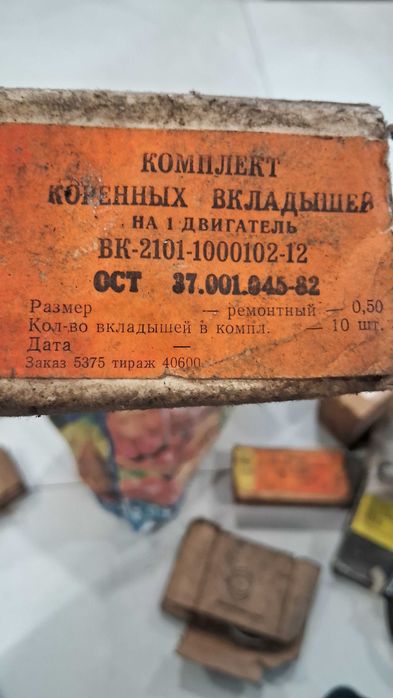 КОМПЛЕКТ
КОРЕННЫХ ВКЛАДЫШЕЙ
НА 1 ДВИГАТЕЛЬ
ВК-2101-1000102-12
ОСТ 37.001.045-82
Размер — ремонтный — 0,50
Кол-во вкладышей в компл. — 10 шт.
Дата —
Заказ 5375 тираж 40600